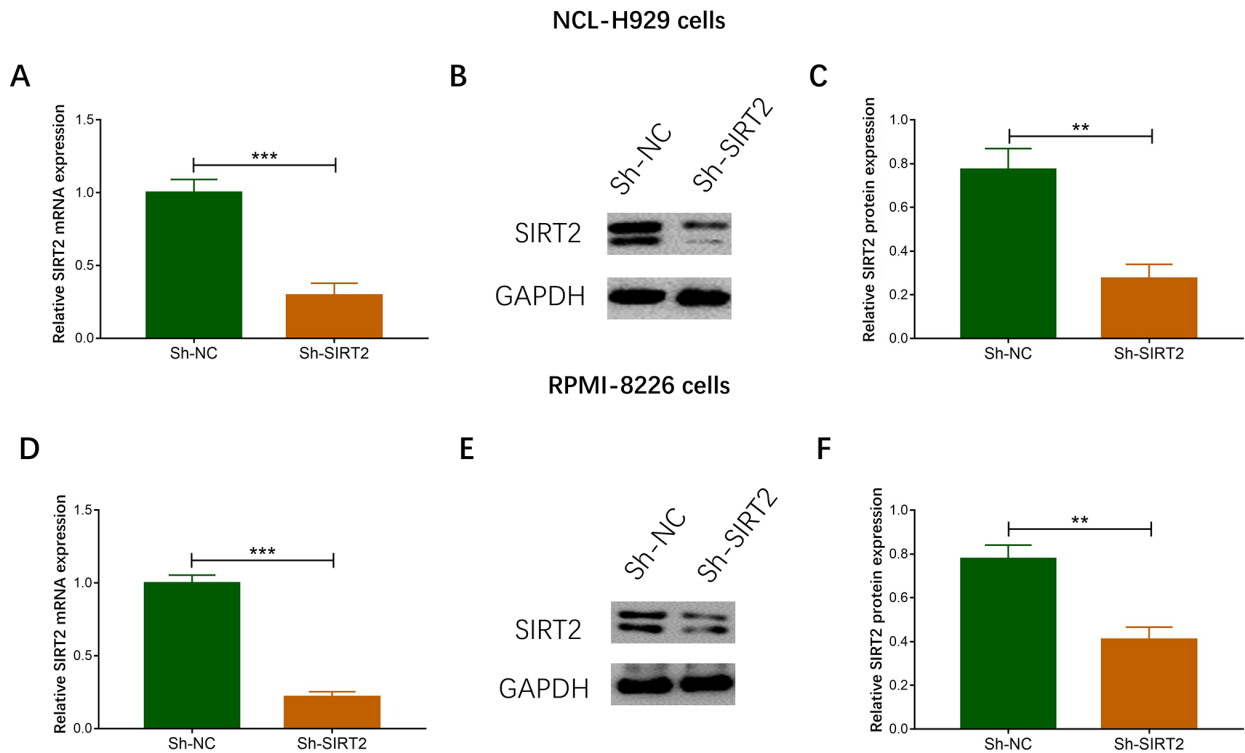 NCL-H929 cells
A
B
C
Relative SIRT2 mRNA expression
1.5
1.0
0.5
0.0
***
Sh-NC
Sh-SIRT2
Sh-NC
Sh-SIRT2
SIRT2
GAPDH
Relative SIRT2 protein expression
1.0
0.8
0.6
0.4
0.2
0.0
**
Sh-NC
Sh-SIRT2
RPMI-8226 cells
D
E
F
Relative SIRT2 mRNA expression
1.5
1.0
0.5
0.0
***
Sh-NC
Sh-SIRT2
Sh-NC
Sh-SIRT2
SIRT2
GAPDH
Relative SIRT2 protein expression
1.0
0.8
0.6
0.4
0.2
0.0
**
Sh-NC
Sh-SIRT2